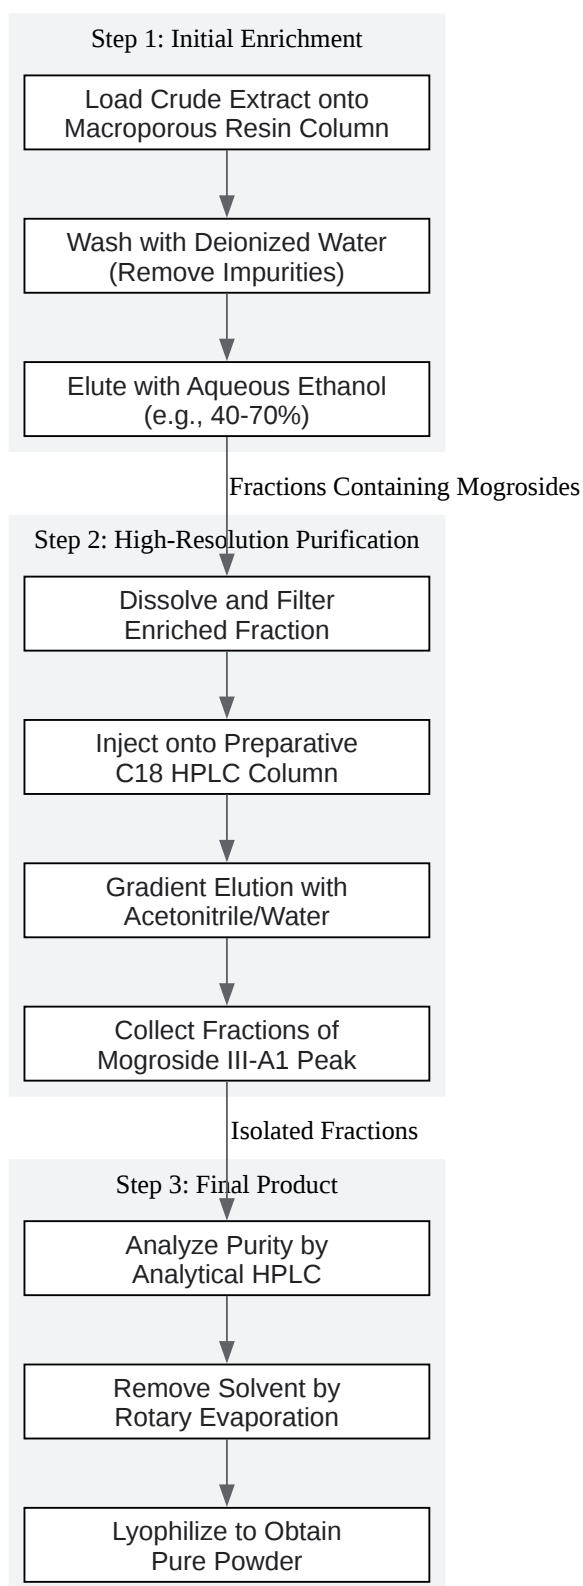 Step 1: Initial Enrichment
Load Crude Extract onto
Macroporous Resin Column
Wash with Deionized Water
(Remove Impurities)
Elute with Aqueous Ethanol
(e.g., 40-70%)
Fractions Containing Mogrosides
Step 2: High-Resolution Purification
Dissolve and Filter
Enriched Fraction
Inject onto Preparative
C18 HPLC Column
Gradient Elution with
Acetonitrile/Water
Collect Fractions of
Mogroside III-A1 Peak
Isolated Fractions
Step 3: Final Product
Analyze Purity by
Analytical HPLC
Remove Solvent by
Rotary Evaporation
Lyophilize to Obtain
Pure Powder